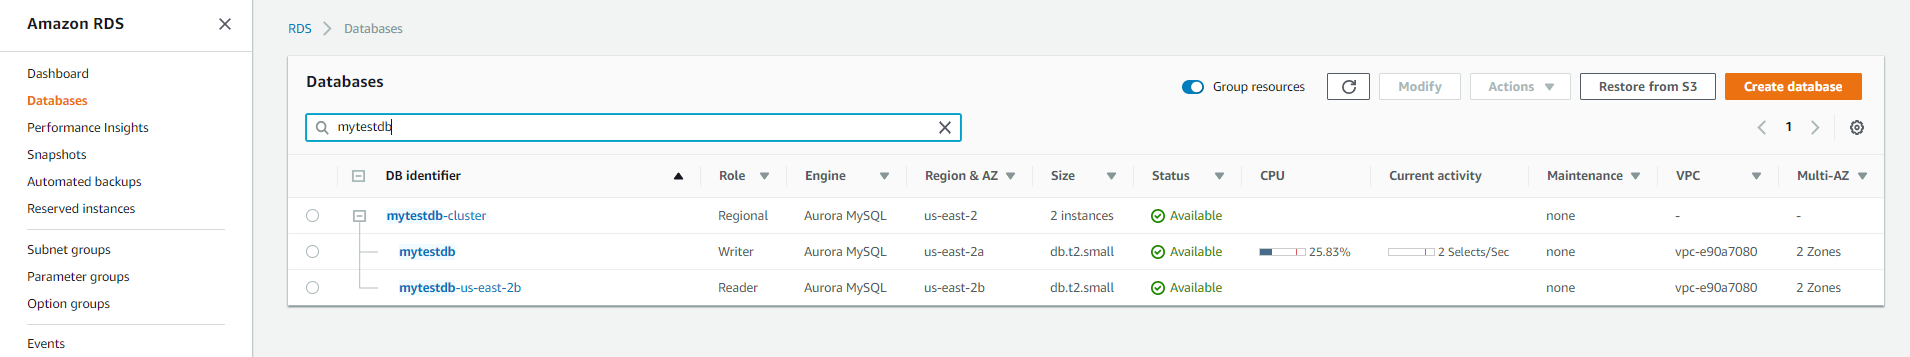 Amazon RDS
Dashboard
Databases
Performance Insights
Snapshots
Automated backups
Reserved instances
Subnet groups
Parameter groups
Option groups
Events
RDS > Databases
Databases
Group resources Modify Actions Restore from S3 Create database
mytestdb
1
DB identifier Role Engine Region & AZ Size Status CPU Current activity Maintenance VPC Multi-AZ
mytestdb-cluster Regional Aurora MySQL us-east-2 2 instances Available none - -
mytestdb Writer Aurora MySQL us-east-2a db.t2.small Available 25.83% 2 Selects/Sec none vpc-e90a7080 2 Zones
mytestdb-us-east-2b Reader Aurora MySQL us-east-2b db.t2.small Available none vpc-e90a7080 2 Zones